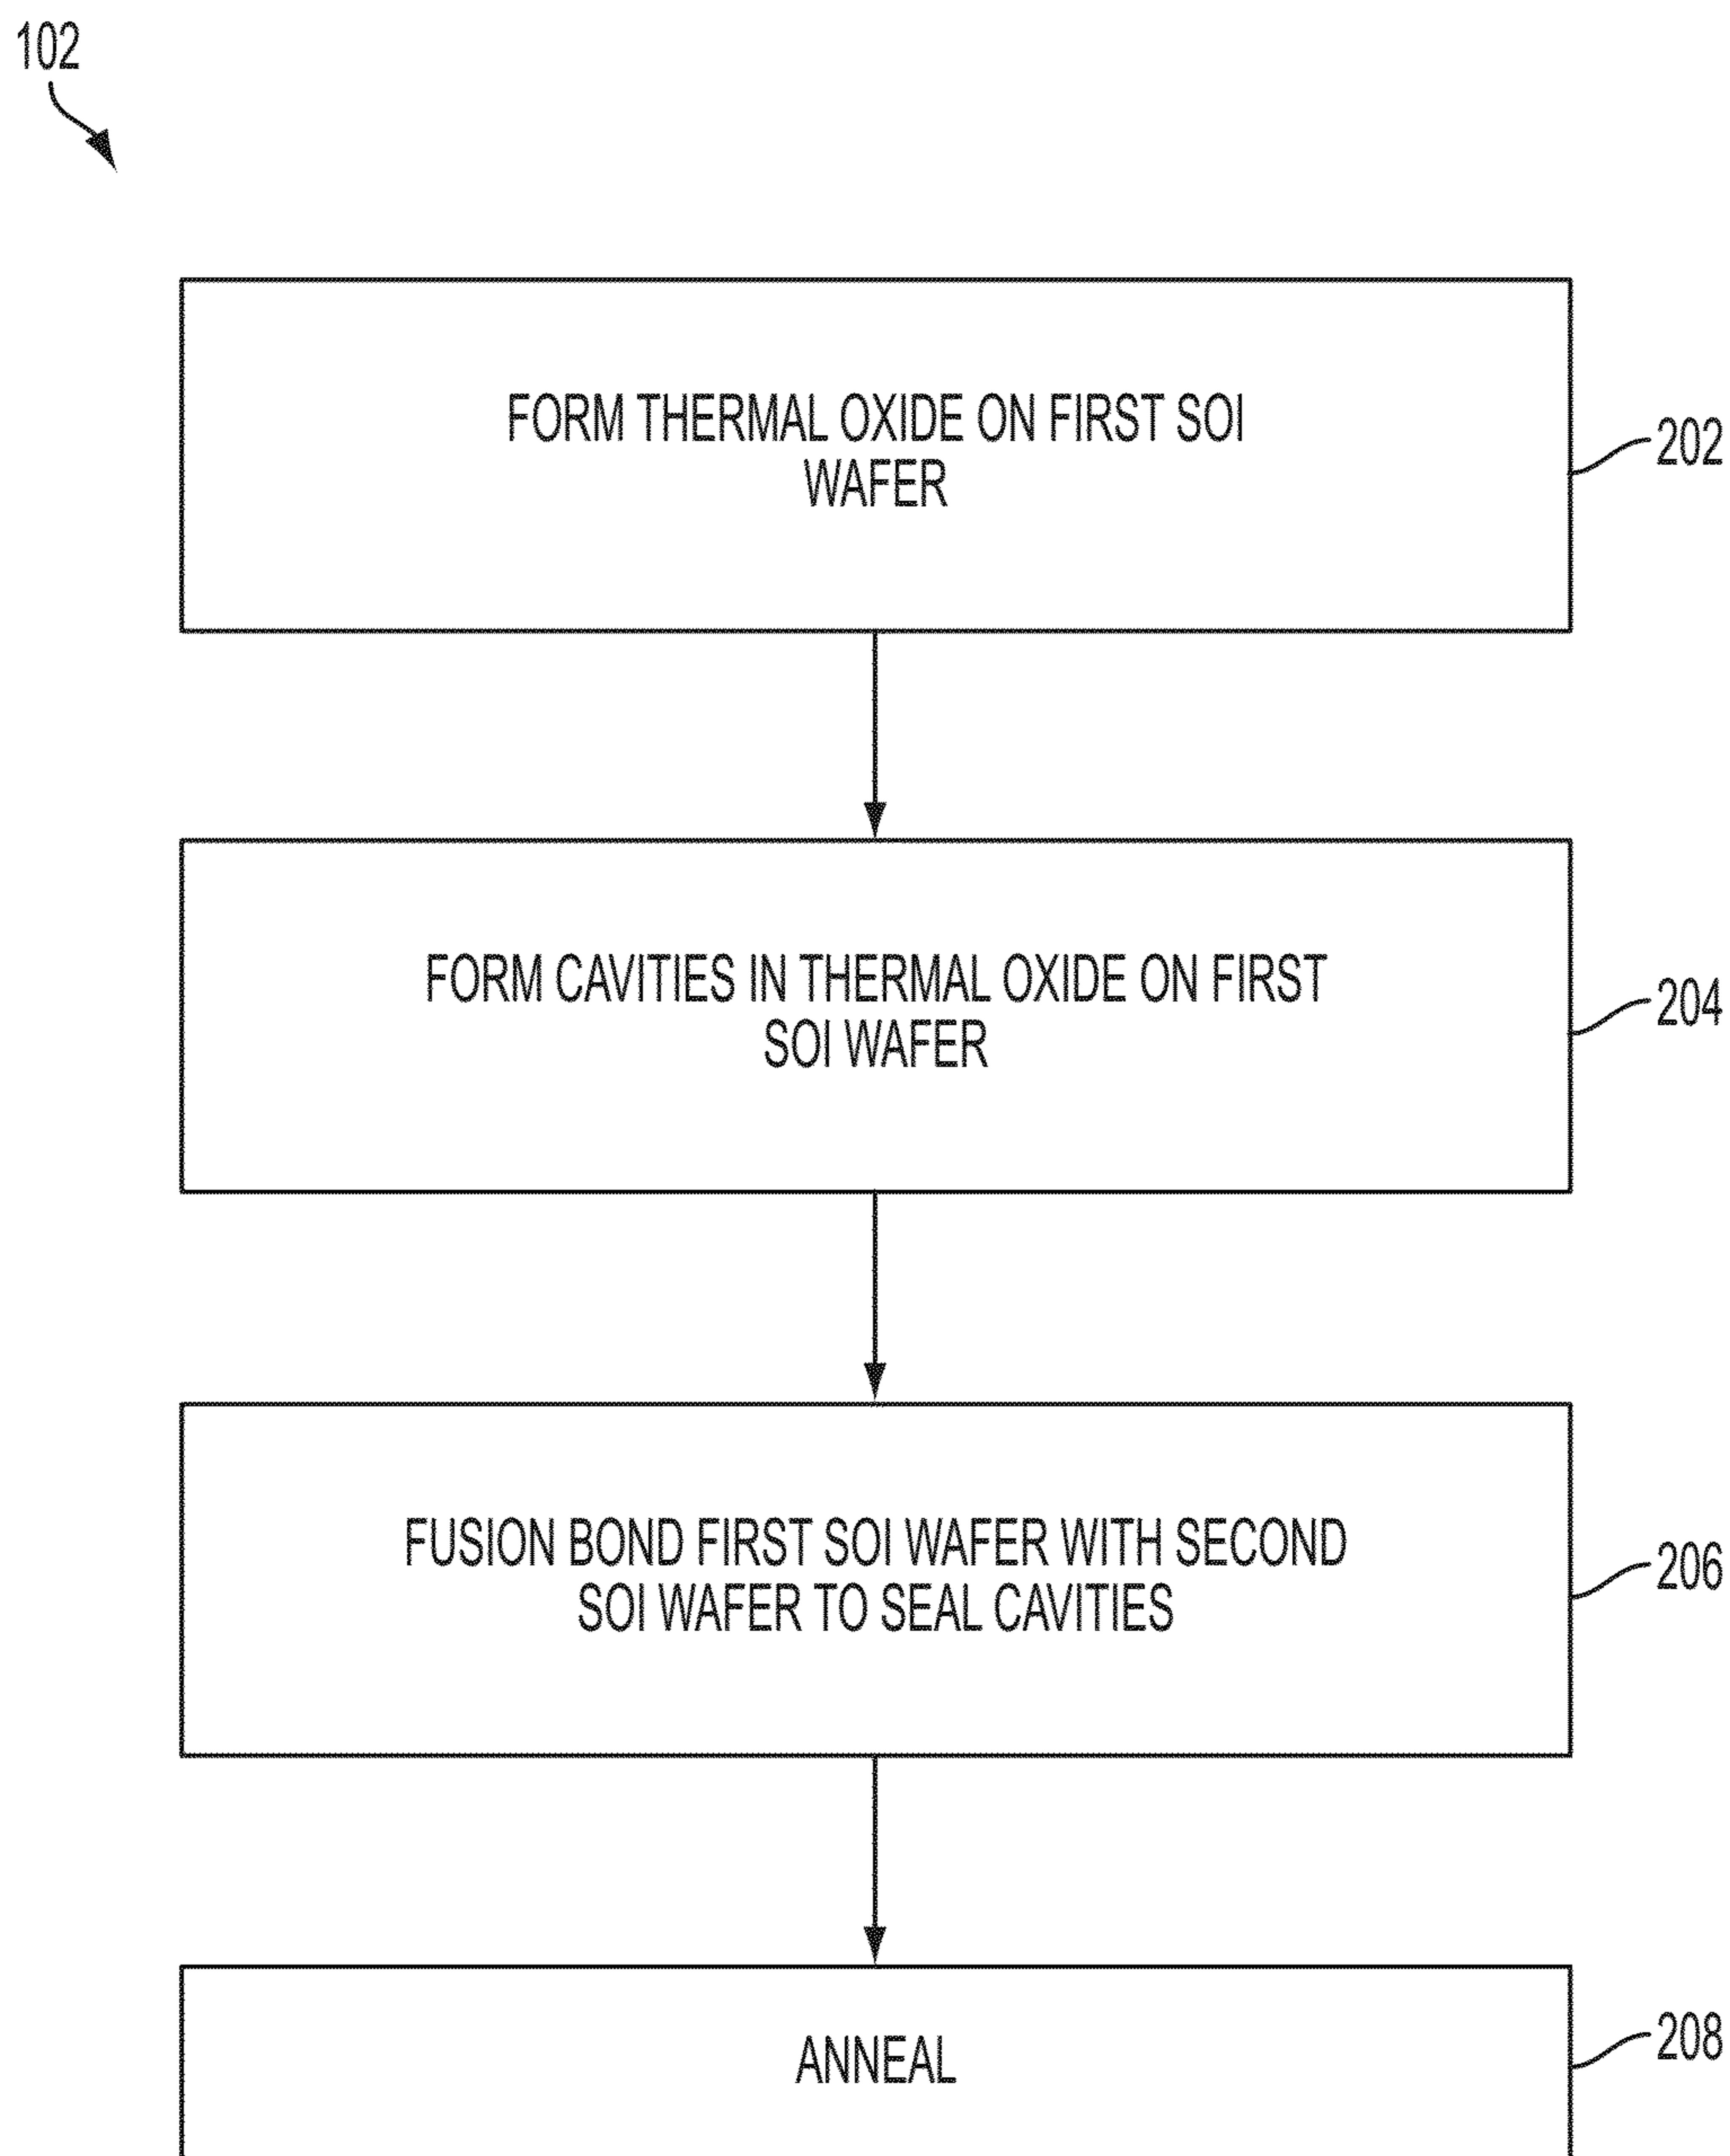 102
FORM THERMAL OXIDE ON FIRST SOI
WAFER
202
FORM CAVITIES IN THERMAL OXIDE ON FIRST
SOI WAFER
204
FUSION BOND FIRST SOI WAFER WITH SECOND
SOI WAFER TO SEAL CAVITIES
206
ANNEAL
208